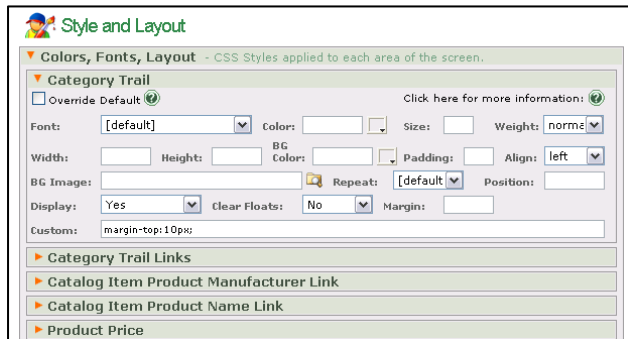 Style and Layout
Colors, Fonts, Layout - CSS Styles applied to each area of the screen.
Category Trail
Override Default ? Click here for more information: ?
Font: [default] Color: Size: Weight: norma
Width: Height: BG Color: Padding: Align: left
BG Image: Repeat: [default Position:
Display: Yes Clear Floats: No Margin:
Custom: margin-top:10px;
Category Trail Links
Catalog Item Product Manufacturer Link
Catalog Item Product Name Link
Product Price